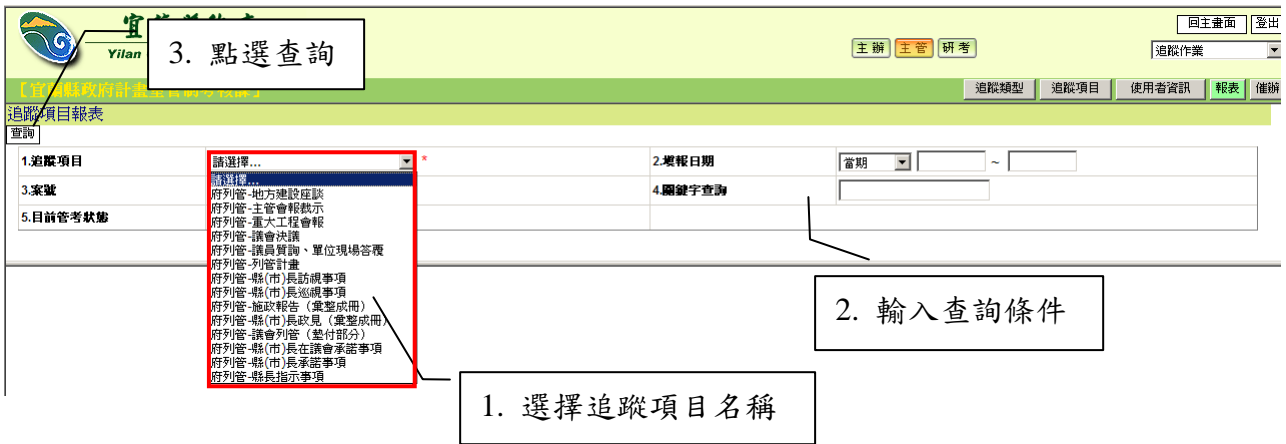 Yilan
3. 點選查詢
回主畫面 登出
主辦 主管 研考
追蹤作業
追蹤類型 追蹤項目 使用者資訊 報表 催辦
追蹤項目報表
查詢
1.追蹤項目 請選擇... * 2.填報日期 當期 ~
請選擇...
府列管-地方建設座談
3.案號 4.關鍵字查詢
府列管-主管會報裁示
府列管-重大工程會報
5.目前管考狀態
府列管-議會決議
府列管-議員質詢、單位現場答覆
府列管-列管計畫
府列管-縣(市)長訪視事項
府列管-縣(市)長巡視事項
府列管-施政報告（彙整成冊）
府列管-縣(市)長政見（彙整成冊）
府列管-議會列管（墊付部分）
府列管-縣(市)長在議會承諾事項
府列管-縣(市)長承諾事項
府列管-縣長指示事項
2. 輸入查詢條件
1. 選擇追蹤項目名稱